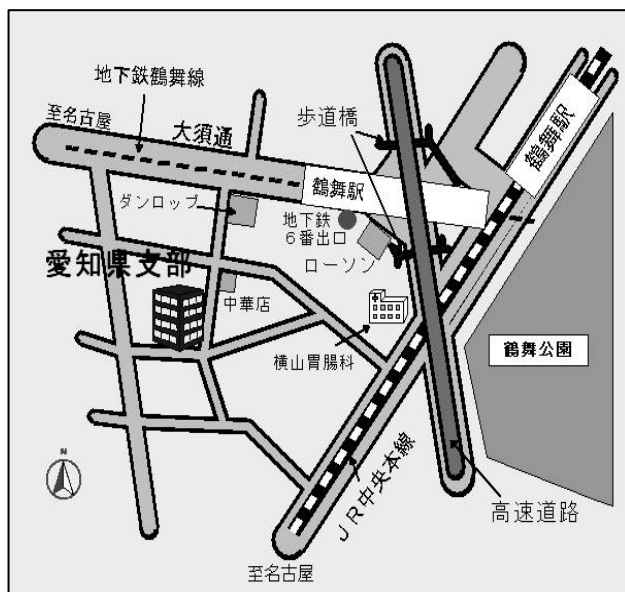 地下鉄鶴舞線
至名古屋
大須通
歩道橋
鶴舞駅
鶴舞駅
ダンロップ
地下鉄
6番出口
ローソン
愛知県支部
中華店
横山胃腸科
鶴舞公園
N
JR中央本線
高速道路
至名古屋